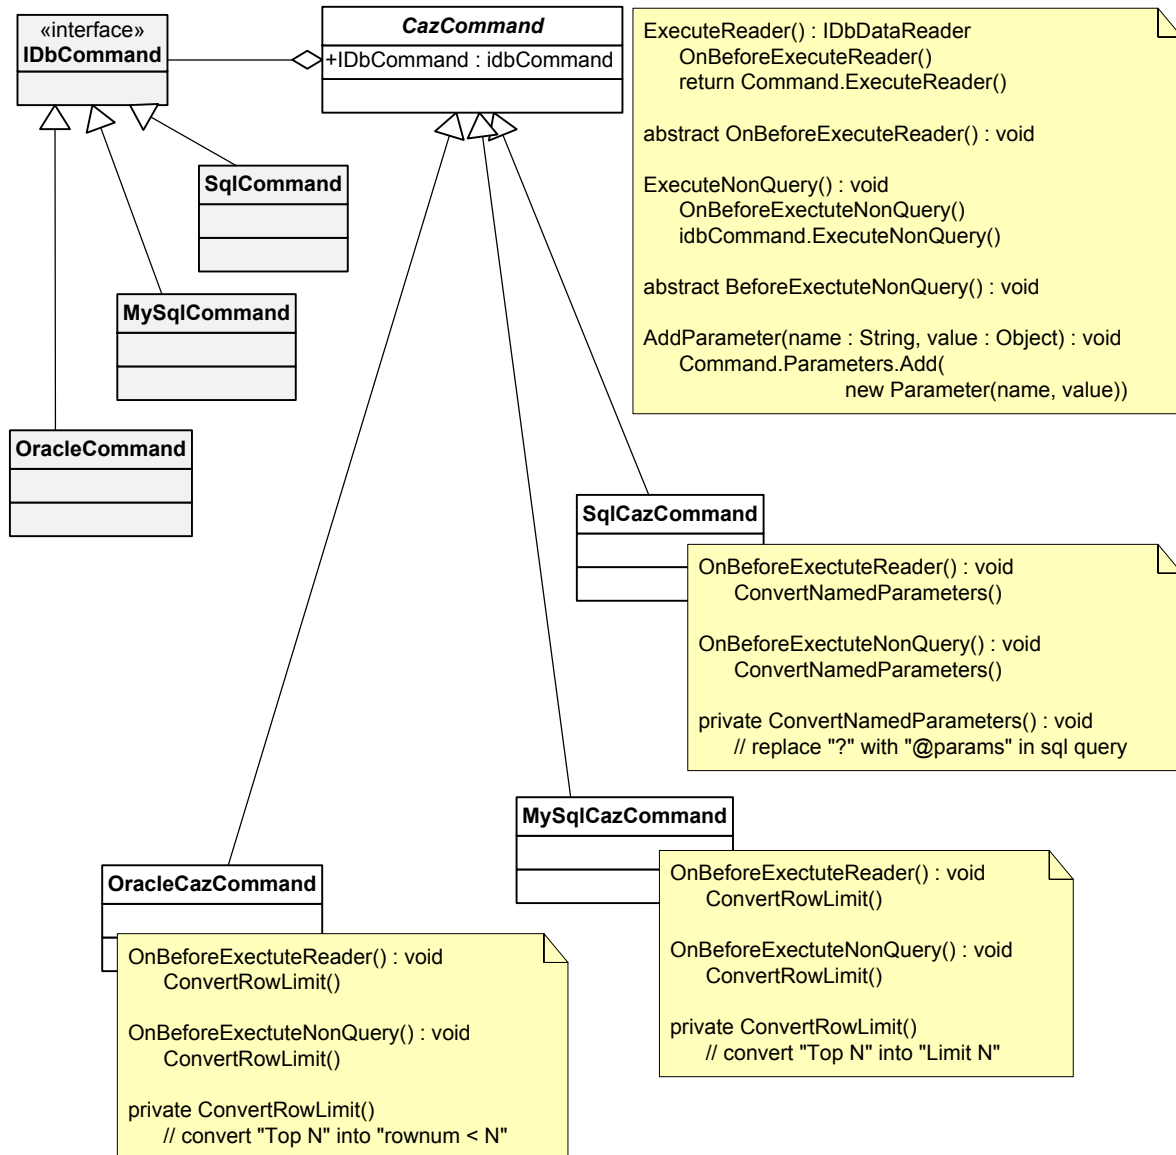 «interface»
IDbCommand
CazCommand
+IDbCommand : idbCommand
ExecuteReader() : IDbDataReader
OnBeforeExecuteReader()
return Command.ExecuteReader()
abstract OnBeforeExecuteReader() : void
ExecuteNonQuery() : void
OnBeforeExectuteNonQuery()
idbCommand.ExecuteNonQuery()
abstract BeforeExectuteNonQuery() : void
AddParameter(name : String, value : Object) : void
Command.Parameters.Add(
new Parameter(name, value))
SqlCommand
MySqlCommand
OracleCommand
SqlCazCommand
OnBeforeExectuteReader() : void
ConvertNamedParameters()
OnBeforeExectuteNonQuery() : void
ConvertNamedParameters()
private ConvertNamedParameters() : void
// replace "?" with "@params" in sql query
MySqlCazCommand
OnBeforeExectuteReader() : void
ConvertRowLimit()
OnBeforeExectuteNonQuery() : void
ConvertRowLimit()
private ConvertRowLimit()
// convert "Top N" into "Limit N"
OracleCazCommand
OnBeforeExectuteReader() : void
ConvertRowLimit()
OnBeforeExectuteNonQuery() : void
ConvertRowLimit()
private ConvertRowLimit()
// convert "Top N" into "rownum < N"